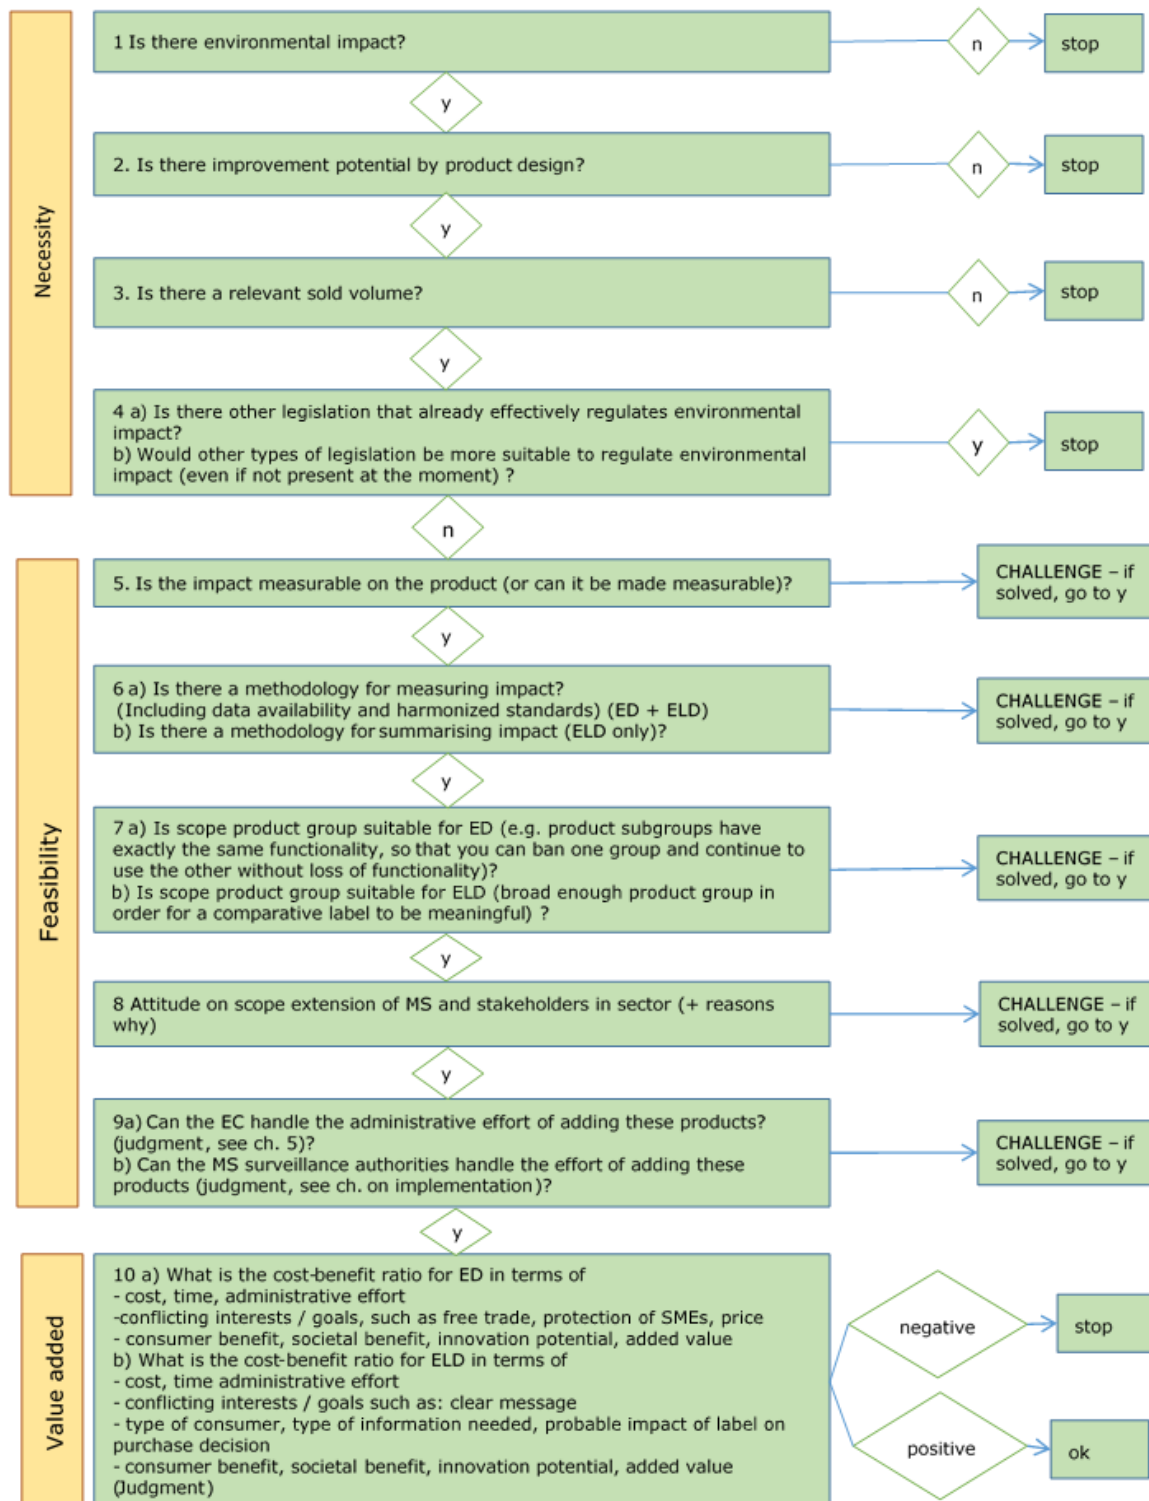 Necessity
1 Is there environmental impact?
n
stop
y
2. Is there improvement potential by product design?
n
stop
y
3. Is there a relevant sold volume?
n
stop
y
4 a) Is there other legislation that already effectively regulates environmental
impact?
b) Would other types of legislation be more suitable to regulate environmental
impact (even if not present at the moment) ?
y
stop
n
Feasibility
5. Is the impact measurable on the product (or can it be made measurable)?
CHALLENGE – if
solved, go to y
y
6 a) Is there a methodology for measuring impact?
(Including data availability and harmonized standards) (ED + ELD)
b) Is there a methodology for summarising impact (ELD only)?
CHALLENGE – if
solved, go to y
y
7 a) Is scope product group suitable for ED (e.g. product subgroups have
exactly the same functionality, so that you can ban one group and continue to
use the other without loss of functionality)?
b) Is scope product group suitable for ELD (broad enough product group in
order for a comparative label to be meaningful) ?
CHALLENGE – if
solved, go to y
y
8 Attitude on scope extension of MS and stakeholders in sector (+ reasons
why)
CHALLENGE – if
solved, go to y
y
9a) Can the EC handle the administrative effort of adding these products?
(judgment, see ch. 5)?
b) Can the MS surveillance authorities handle the effort of adding these
products (judgment, see ch. on implementation)?
CHALLENGE – if
solved, go to y
y
Value added
10 a) What is the cost-benefit ratio for ED in terms of
- cost, time, administrative effort
-conflicting interests / goals, such as free trade, protection of SMEs, price
- consumer benefit, societal benefit, innovation potential, added value
b) What is the cost-benefit ratio for ELD in terms of
- cost, time administrative effort
- conflicting interests / goals such as: clear message
- type of consumer, type of information needed, probable impact of label on
purchase decision
- consumer benefit, societal benefit, innovation potential, added value
(Judgment)
negative
stop
positive
ok